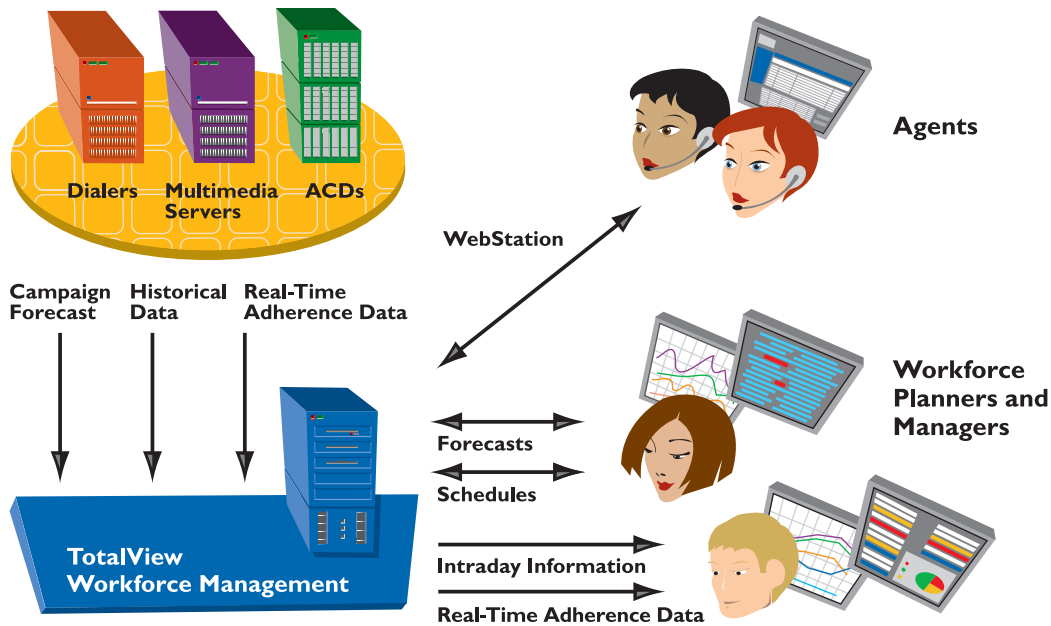 Dialers
Multimedia
Servers
ACDs
Agents
WebStation
Campaign
Forecast
Historical
Data
Real-Time
Adherence Data
Workforce
Planners and
Managers
Forecasts
Schedules
TotalView
Workforce Management
Intraday Information
Real-Time Adherence Data